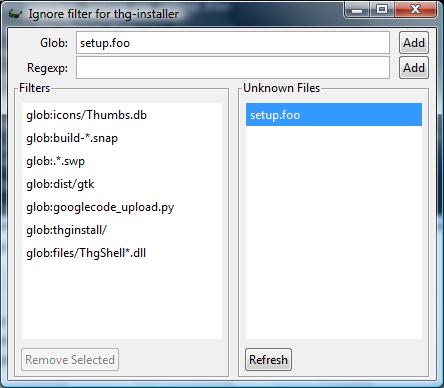 Ignore filter for thg-installer
Glob: setup.foo Add
Regexp: Add
Filters
glob:icons/Thumbs.db
glob:build-*.snap
glob:.*.swp
glob:dist/gtk
glob:googlecode_upload.py
glob:thginstall/
glob:files/ThgShell*.dll
Remove Selected
Unknown Files
setup.foo
Refresh